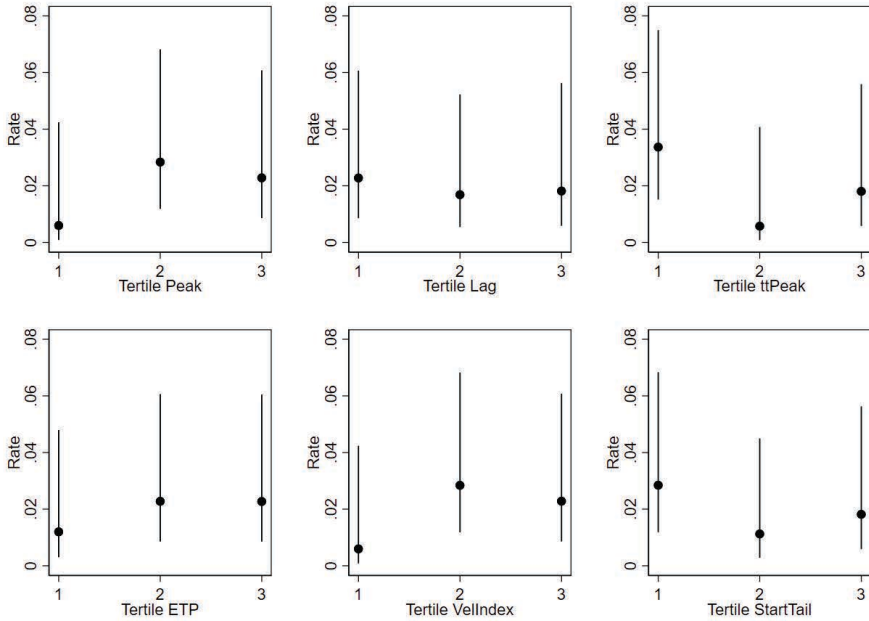 Rate
.08
.06
.04
.02
0
1 2 3
Tertile Peak
Rate
.08
.06
.04
.02
0
1 2 3
Tertile Lag
Rate
.08
.06
.04
.02
0
1 2 3
Tertile ttPeak
Rate
.08
.06
.04
.02
0
1 2 3
Tertile ETP
Rate
.08
.06
.04
.02
0
1 2 3
Tertile VelIndex
Rate
.08
.06
.04
.02
0
1 2 3
Tertile StartTail